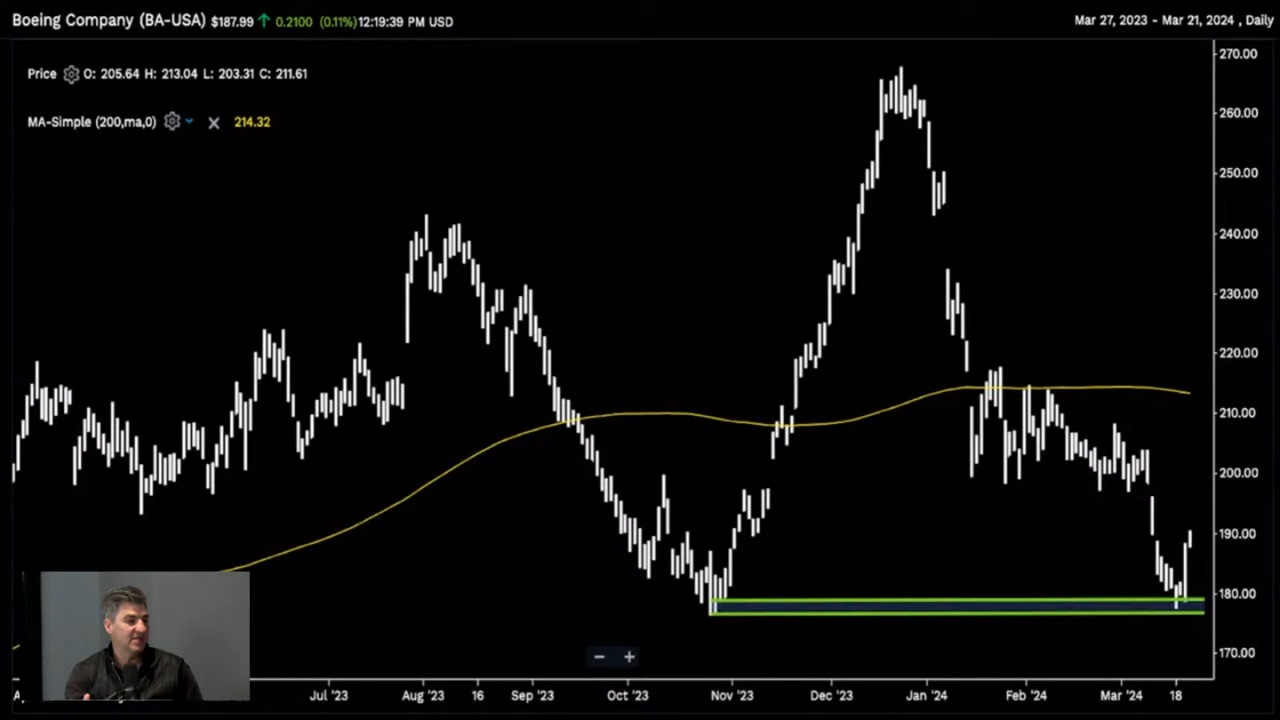 Boeing Company (BA-USA) $187.99 ↑ 0.2100 (0.11%) 12:19:39 PM USD
Mar 27, 2023 - Mar 21, 2024 , Daily
Price O: 205.64 H: 213.04 L: 203.31 C: 211.61
MA-Simple (200,ma,0) X 214.32
270.00
260.00
250.00
240.00
230.00
220.00
210.00
200.00
190.00
180.00
170.00
− +
A Jul '23 Aug '23 16 Sep '23 Oct '23 Nov '23 Dec '23 Jan '24 Feb '24 Mar '24 18